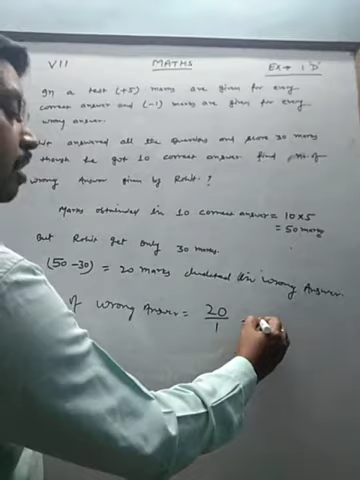 VII MATHS EX → 1 'D'
In a test (+5) marks are given for every
correct answer and (-1) marks are given for every
wrong answer.
answered all the Questions and score 30 marks
though he got 10 correct answer. find no. of
Wrong Answer given by Rohit.?
Marks obtained in 10 correct answer = 10×5
= 50 marks
But Rohit get only 30 marks.
(50-30) = 20 marks deducted in wrong Answer.
of Wrong Answer = 20
1